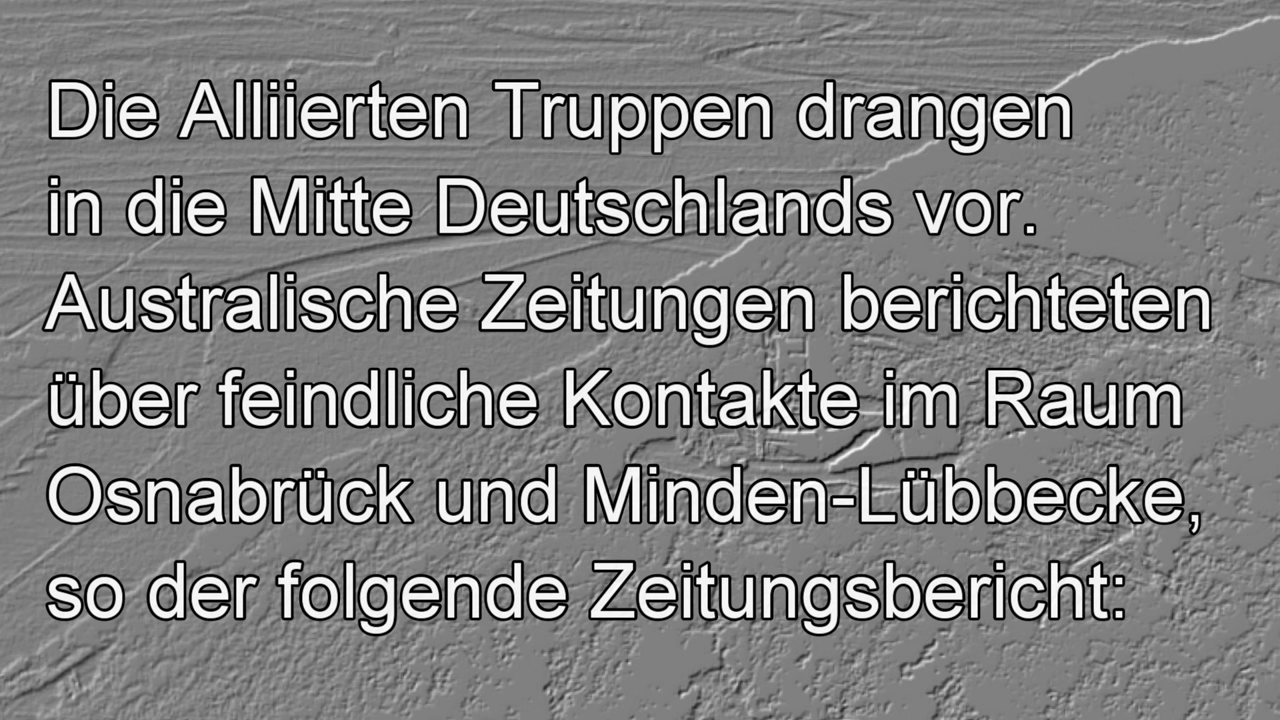 Die Alliierten Truppen drangen
in die Mitte Deutschlands vor.
Australische Zeitungen berichteten
über feindliche Kontakte im Raum
Osnabrück und Minden-Lübbecke,
so der folgende Zeitungsbericht: